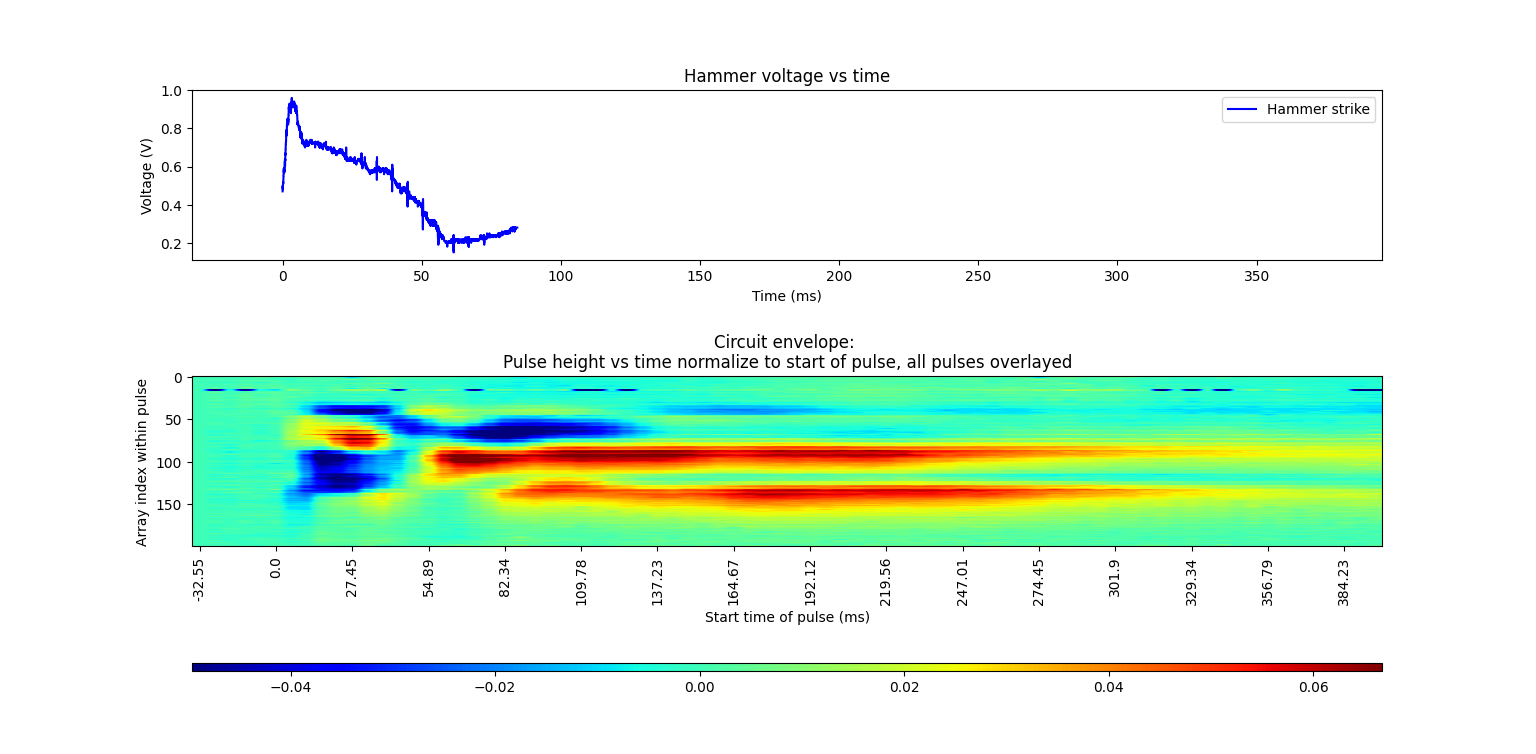 Hammer voltage vs time
1.0
0.8
0.6
0.4
0.2
Voltage (V)
Hammer strike
0 50 100 150 200 250 300 350
Time (ms)
Circuit envelope:
Pulse height vs time normalize to start of pulse, all pulses overlayed
0
50
100
150
Array index within pulse
-32.55 0.0 27.45 54.89 82.34 109.78 137.23 164.67 192.12 219.56 247.01 274.45 301.9 329.34 356.79 384.23
Start time of pulse (ms)
−0.04 −0.02 0.00 0.02 0.04 0.06